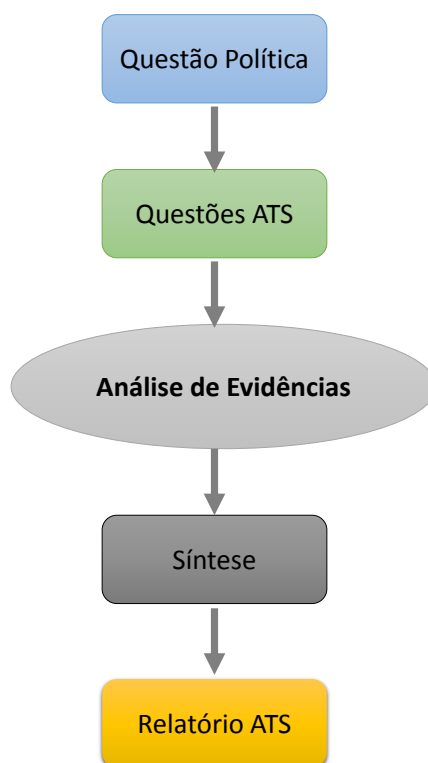 Questão Política
Questões ATS
Análise de Evidências
Síntese
Relatório ATS